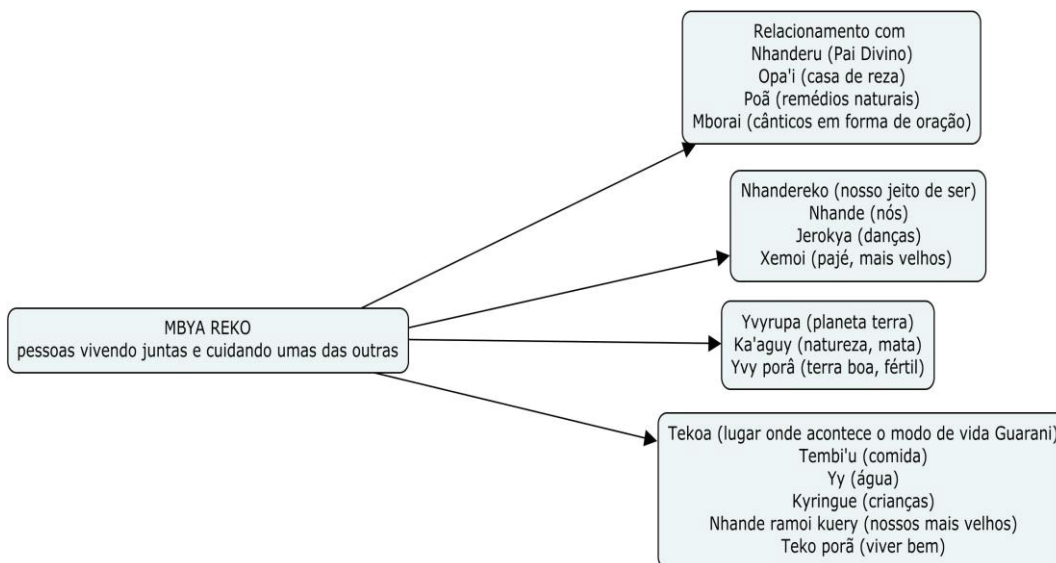 Relacionamento com
Nhanderu (Pai Divino)
Opa'i (casa de reza)
Poã (remédios naturais)
Mborai (cânticos em forma de oração)
Nhandereko (nosso jeito de ser)
Nhande (nós)
Jerokya (danças)
Xemoi (pajé, mais velhos)
MBYA REKO
pessoas vivendo juntas e cuidando umas das outras
Yvyrupa (planeta terra)
Ka'aguy (natureza, mata)
Yvy porâ (terra boa, fértil)
Tekoa (lugar onde acontece o modo de vida Guarani)
Tembi'u (comida)
Yy (água)
Kyringue (crianças)
Nhande ramoi kuery (nossos mais velhos)
Teko porã (viver bem)